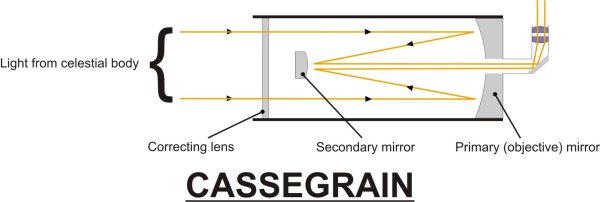 Light from celestial body
Correcting lens
Secondary mirror
Primary (objective) mirror
CASSEGRAIN